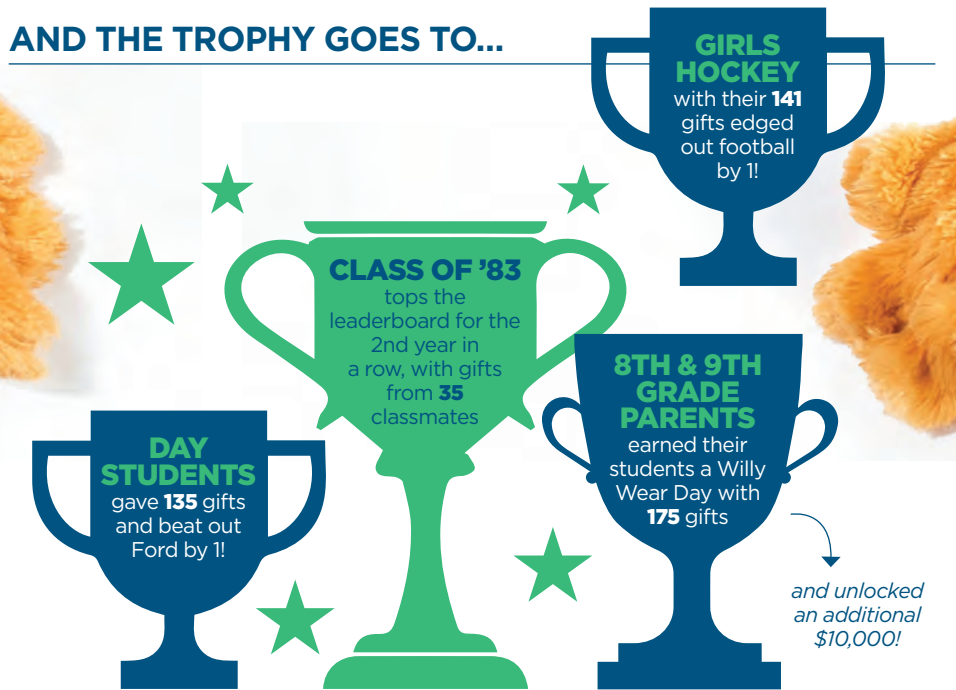 AND THE TROPHY GOES TO...
GIRLS
HOCKEY
with their 141
gifts edged
out football
by 1!
CLASS OF ’83
tops the
leaderboard for the
2nd year in
a row, with gifts
from 35
classmates
8TH & 9TH
GRADE
PARENTS
earned their
students a Willy
Wear Day with
175 gifts
and unlocked
an additional
$10,000!
DAY
STUDENTS
gave 135 gifts
and beat out
Ford by 1!